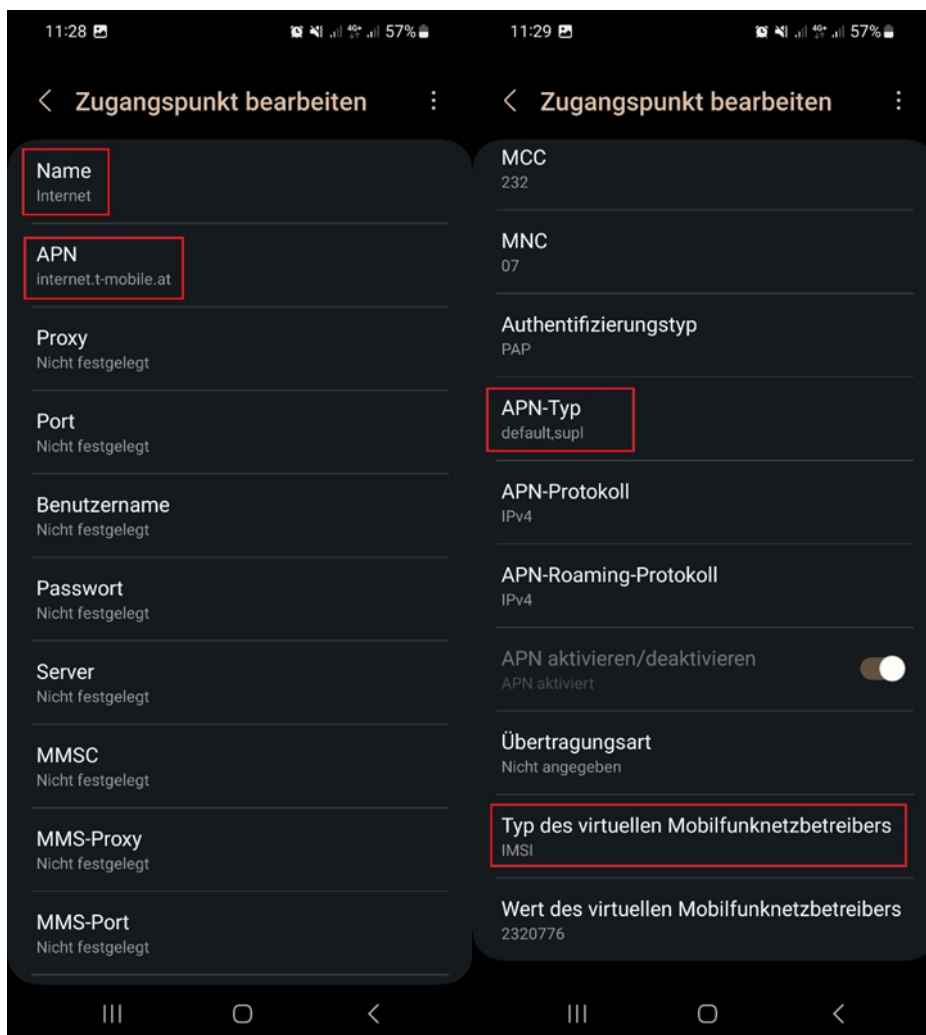 11:28
4G+
57%
Zugangspunkt bearbeiten
Name
Internet
APN
internet.t-mobile.at
Proxy
Nicht festgelegt
Port
Nicht festgelegt
Benutzername
Nicht festgelegt
Passwort
Nicht festgelegt
Server
Nicht festgelegt
MMSC
Nicht festgelegt
MMS-Proxy
Nicht festgelegt
MMS-Port
Nicht festgelegt
11:29
4G+
57%
Zugangspunkt bearbeiten
MCC
232
MNC
07
Authentifizierungstyp
PAP
APN-Typ
default,supl
APN-Protokoll
IPv4
APN-Roaming-Protokoll
IPv4
APN aktivieren/deaktivieren
APN aktiviert
Übertragungsart
Nicht angegeben
Typ des virtuellen Mobilfunknetzbetreibers
IMSI
Wert des virtuellen Mobilfunknetzbetreibers
2320776